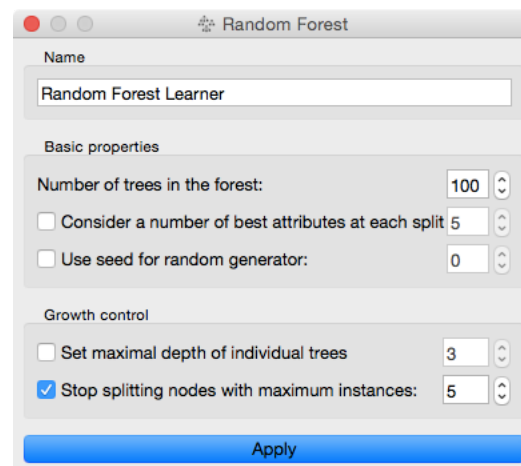 Random Forest
Name
Random Forest Learner
Basic properties
Number of trees in the forest: 100
Consider a number of best attributes at each split 5
Use seed for random generator: 0
Growth control
Set maximal depth of individual trees 3
Stop splitting nodes with maximum instances: 5
Apply